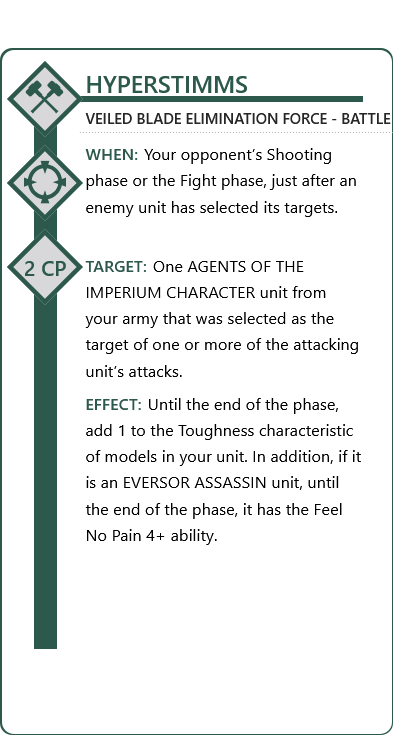 HYPERSTIMMS
VEILED BLADE ELIMINATION FORCE - BATTLE
WHEN: Your opponent’s Shooting
phase or the Fight phase, just after an
enemy unit has selected its targets.
2 CP
TARGET: One AGENTS OF THE
IMPERIUM CHARACTER unit from
your army that was selected as the
target of one or more of the attacking
unit’s attacks.
EFFECT: Until the end of the phase,
add 1 to the Toughness characteristic
of models in your unit. In addition, if it
is an EVERSOR ASSASSIN unit, until
the end of the phase, it has the Feel
No Pain 4+ ability.